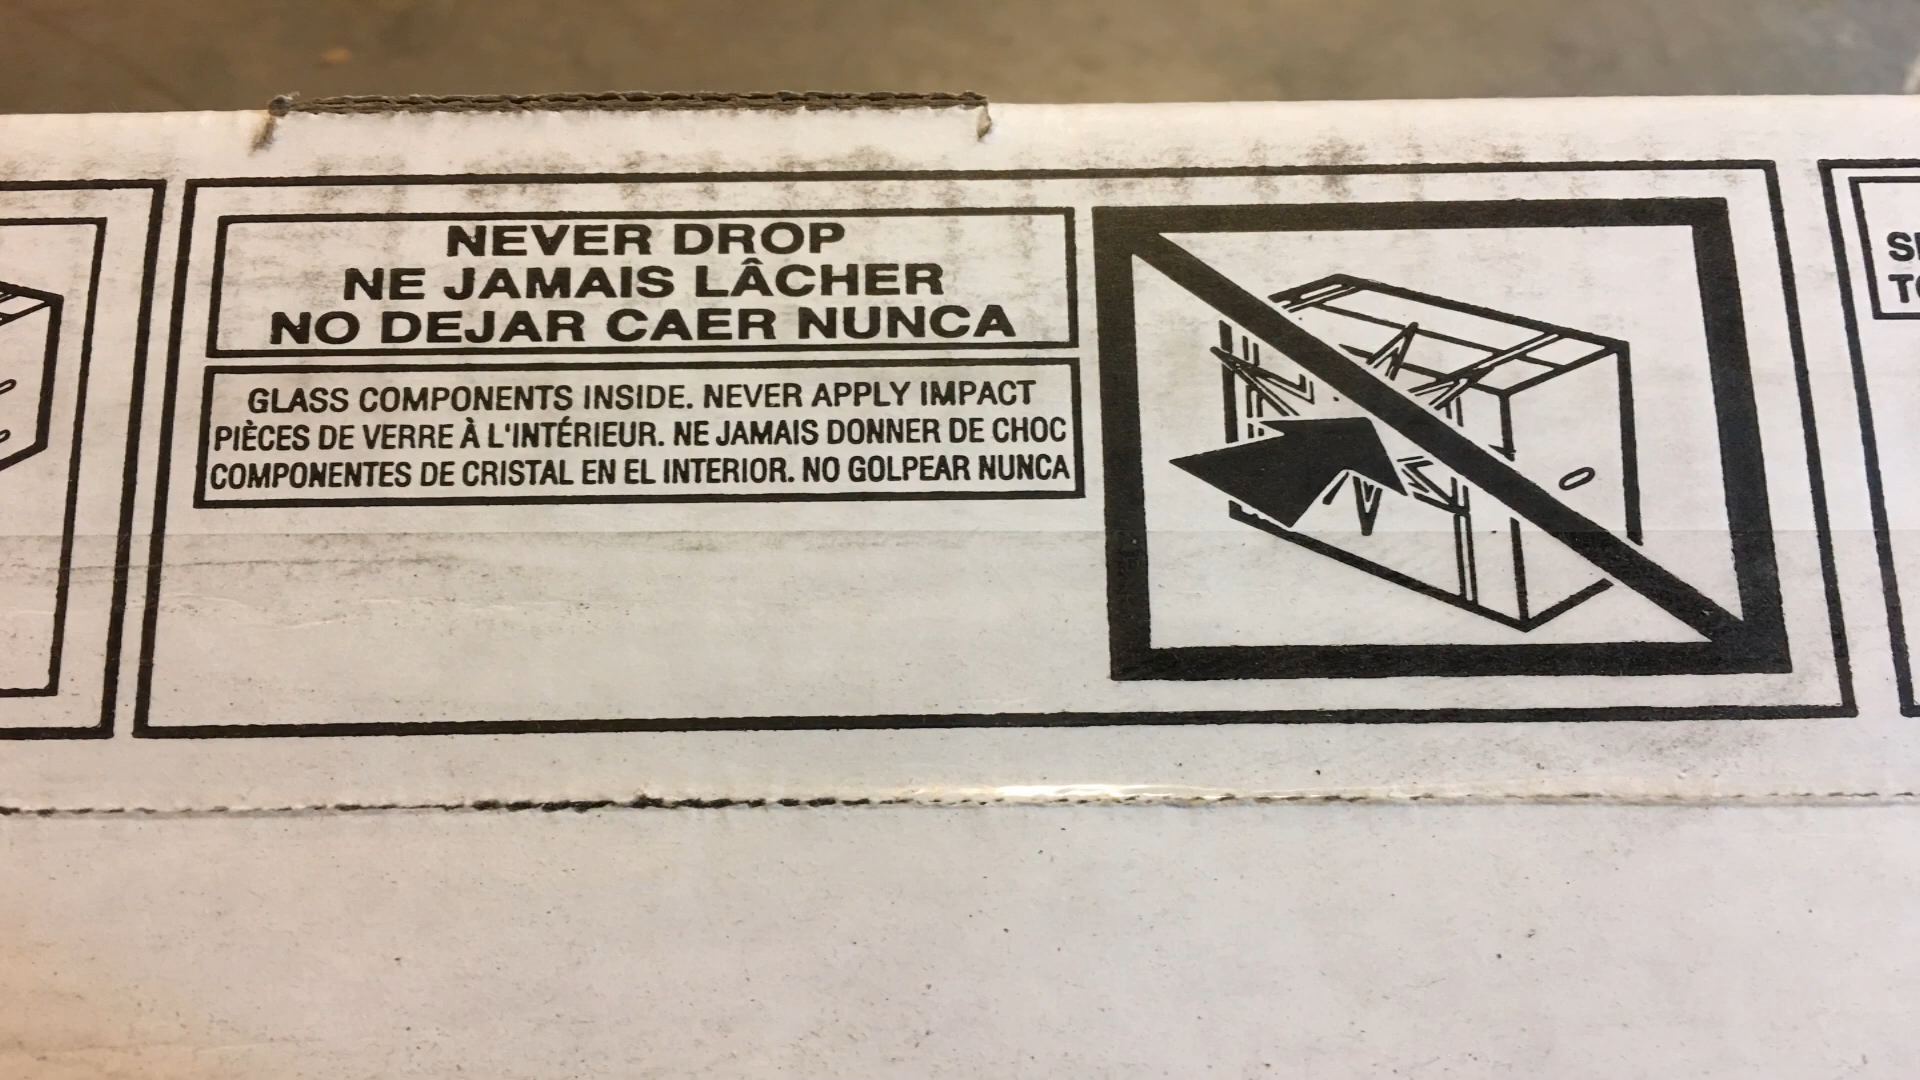 NEVER DROP
NE JAMAIS LÂCHER
NO DEJAR CAER NUNCA
GLASS COMPONENTS INSIDE. NEVER APPLY IMPACT
PIÈCES DE VERRE À L'INTÉRIEUR. NE JAMAIS DONNER DE CHOC
COMPONENTES DE CRISTAL EN EL INTERIOR. NO GOLPEAR NUNCA